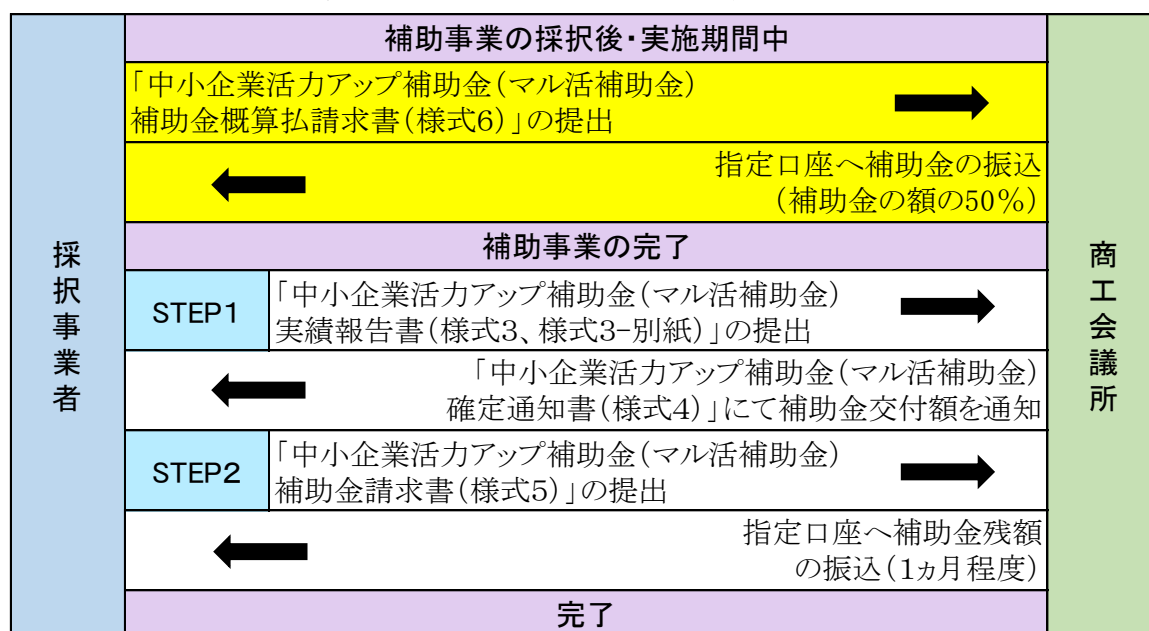 補助事業の採択後・実施期間中
「中小企業活力アップ補助金(マル活補助金)
補助金概算払請求書(様式6)」の提出
指定口座へ補助金の振込
(補助金の額の50%)
補助事業の完了
採択事業者
商工会議所
STEP1
「中小企業活力アップ補助金(マル活補助金)
実績報告書(様式3、様式3-別紙)」の提出
「中小企業活力アップ補助金(マル活補助金)
確定通知書(様式4)」にて補助金交付額を通知
STEP2
「中小企業活力アップ補助金(マル活補助金)
補助金請求書(様式5)」の提出
指定口座へ補助金残額
の振込(1ヵ月程度)
完了